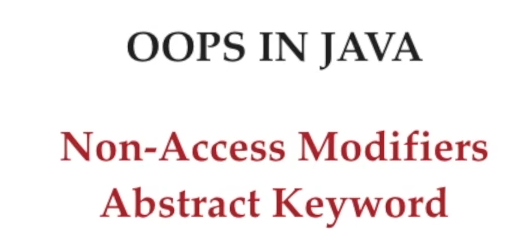 OOPS IN JAVA
Non-Access Modifiers
Abstract Keyword